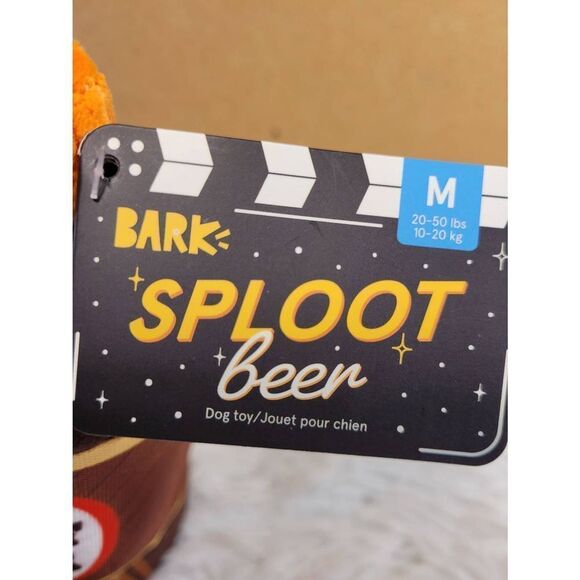 M
20-50 lbs
10-20 kg
BARK
SPLOOT
beer
Dog toy/Jouet pour chien